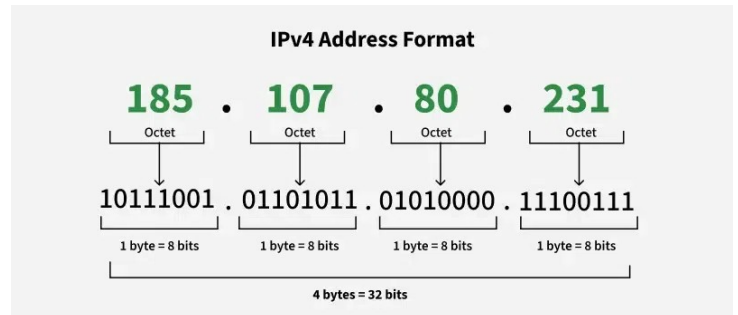 IPv4 Address Format
185 . 107 . 80 . 231
Octet Octet Octet Octet
10111001 . 01101011 . 01010000 . 11100111
1 byte = 8 bits 1 byte = 8 bits 1 byte = 8 bits 1 byte = 8 bits
4 bytes = 32 bits